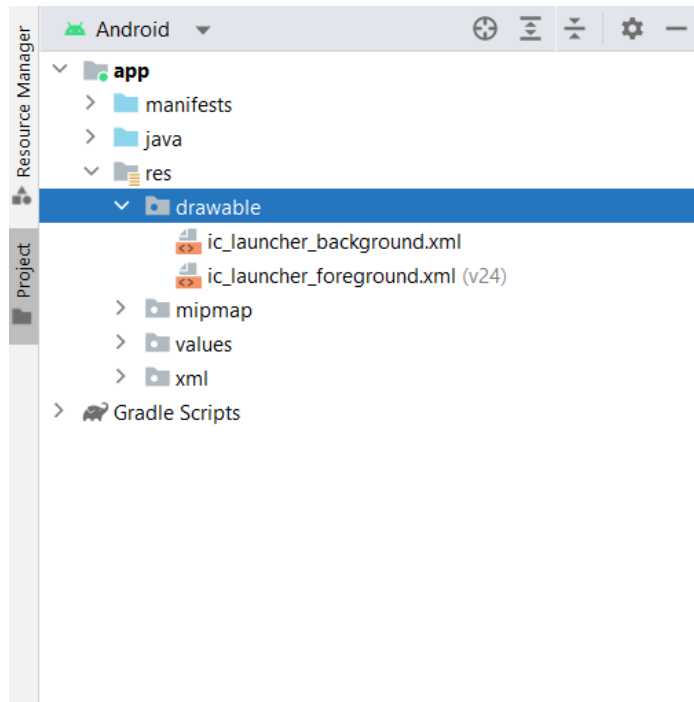 Resource Manager
Project
Android
app
manifests
java
res
drawable
ic_launcher_background.xml
ic_launcher_foreground.xml (v24)
mipmap
values
xml
Gradle Scripts